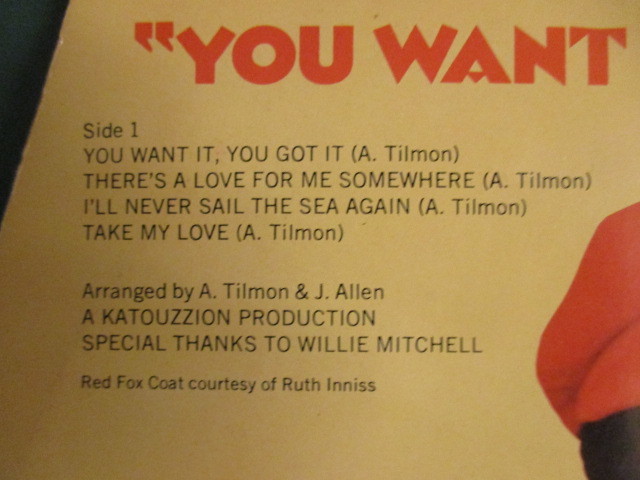 "YOU WANT
Side 1
YOU WANT IT, YOU GOT IT (A. Tilmon)
THERE'S A LOVE FOR ME SOMEWHERE (A. Tilmon)
I'LL NEVER SAIL THE SEA AGAIN (A. Tilmon)
TAKE MY LOVE (A. Tilmon)
Arranged by A. Tilmon & J. Allen
A KATOUZZION PRODUCTION
SPECIAL THANKS TO WILLIE MITCHELL
Red Fox Coat courtesy of Ruth Inniss